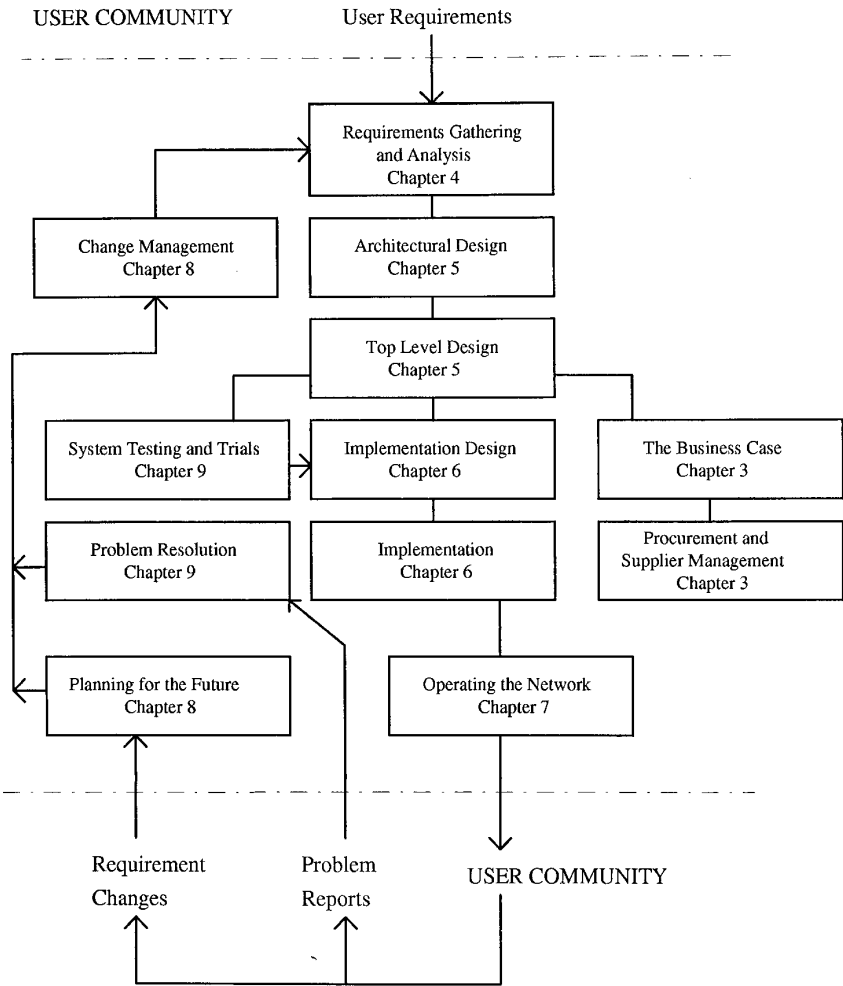 USER COMMUNITY
User Requirements
Requirements Gathering
and Analysis
Chapter 4
Change Management
Chapter 8
Architectural Design
Chapter 5
Top Level Design
Chapter 5
System Testing and Trials
Chapter 9
Implementation Design
Chapter 6
The Business Case
Chapter 3
Problem Resolution
Chapter 9
Implementation
Chapter 6
Procurement and
Supplier Management
Chapter 3
Planning for the Future
Chapter 8
Operating the Network
Chapter 7
Requirement
Changes
Problem
Reports
USER COMMUNITY